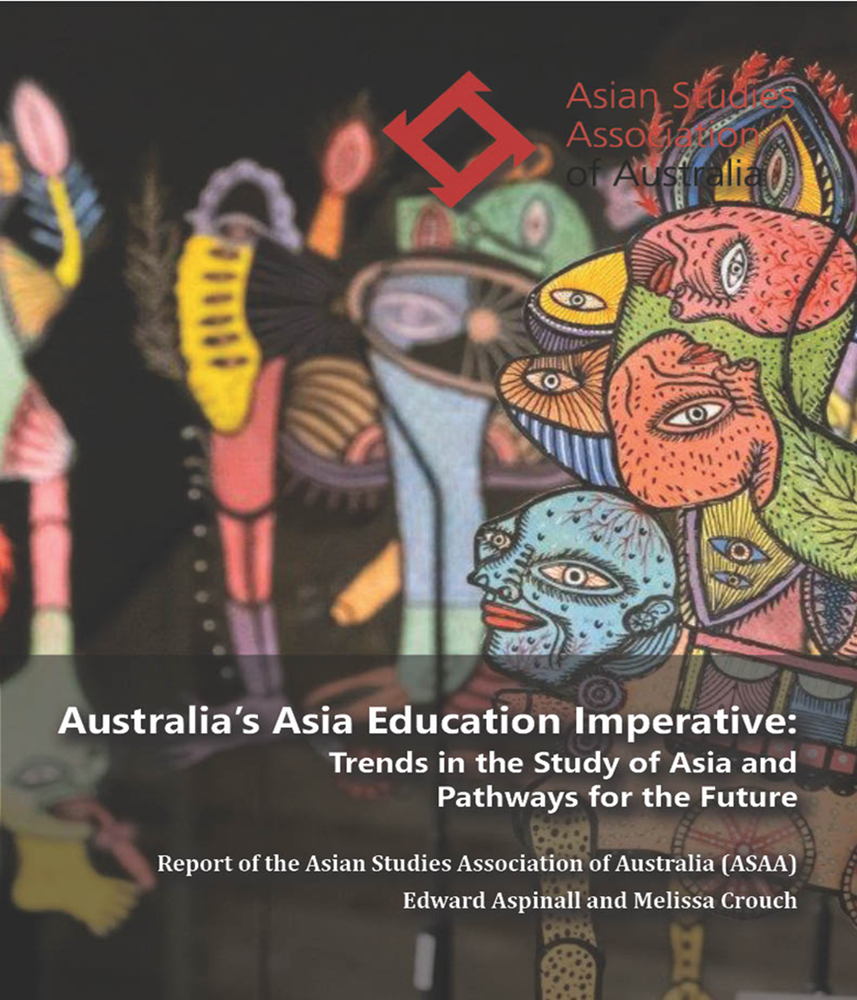 Asian Studies
Association
of Australia
Australia's Asia Education Imperative:
Trends in the Study of Asia and
Pathways for the Future
Report of the Asian Studies Association of Australia (ASAA)
Edward Aspinall and Melissa Crouch